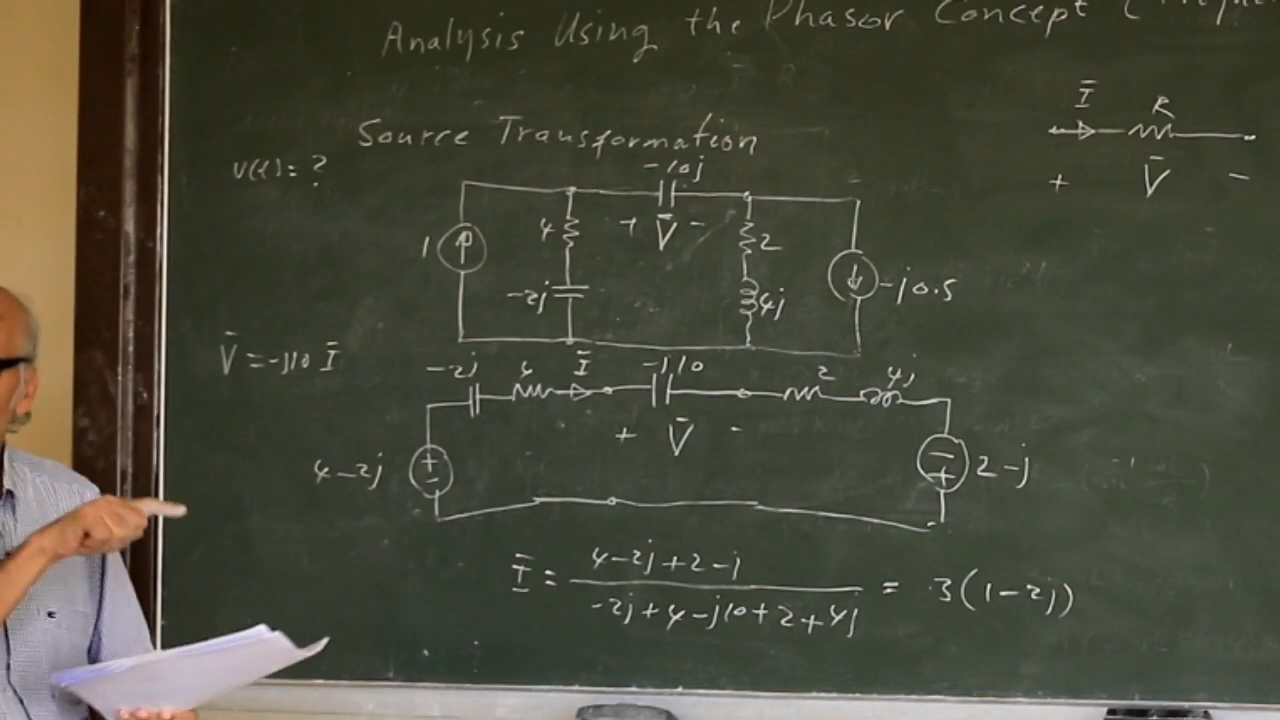 Analysis Using the Phasor Concept
Source Transformation
v(t) = ?
Ī R
+ V̄ -
-10j
1 4 + V̄ - 2
-2j 4j -j0.5
V̄ = -j10 Ī
-2j 4 Ī -j10 2 4j
+ V̄ -
4-2j + - - + 2-j
Ī = 4-2j+2-j / -2j+4-j10+2+4j = 3(1-2j)